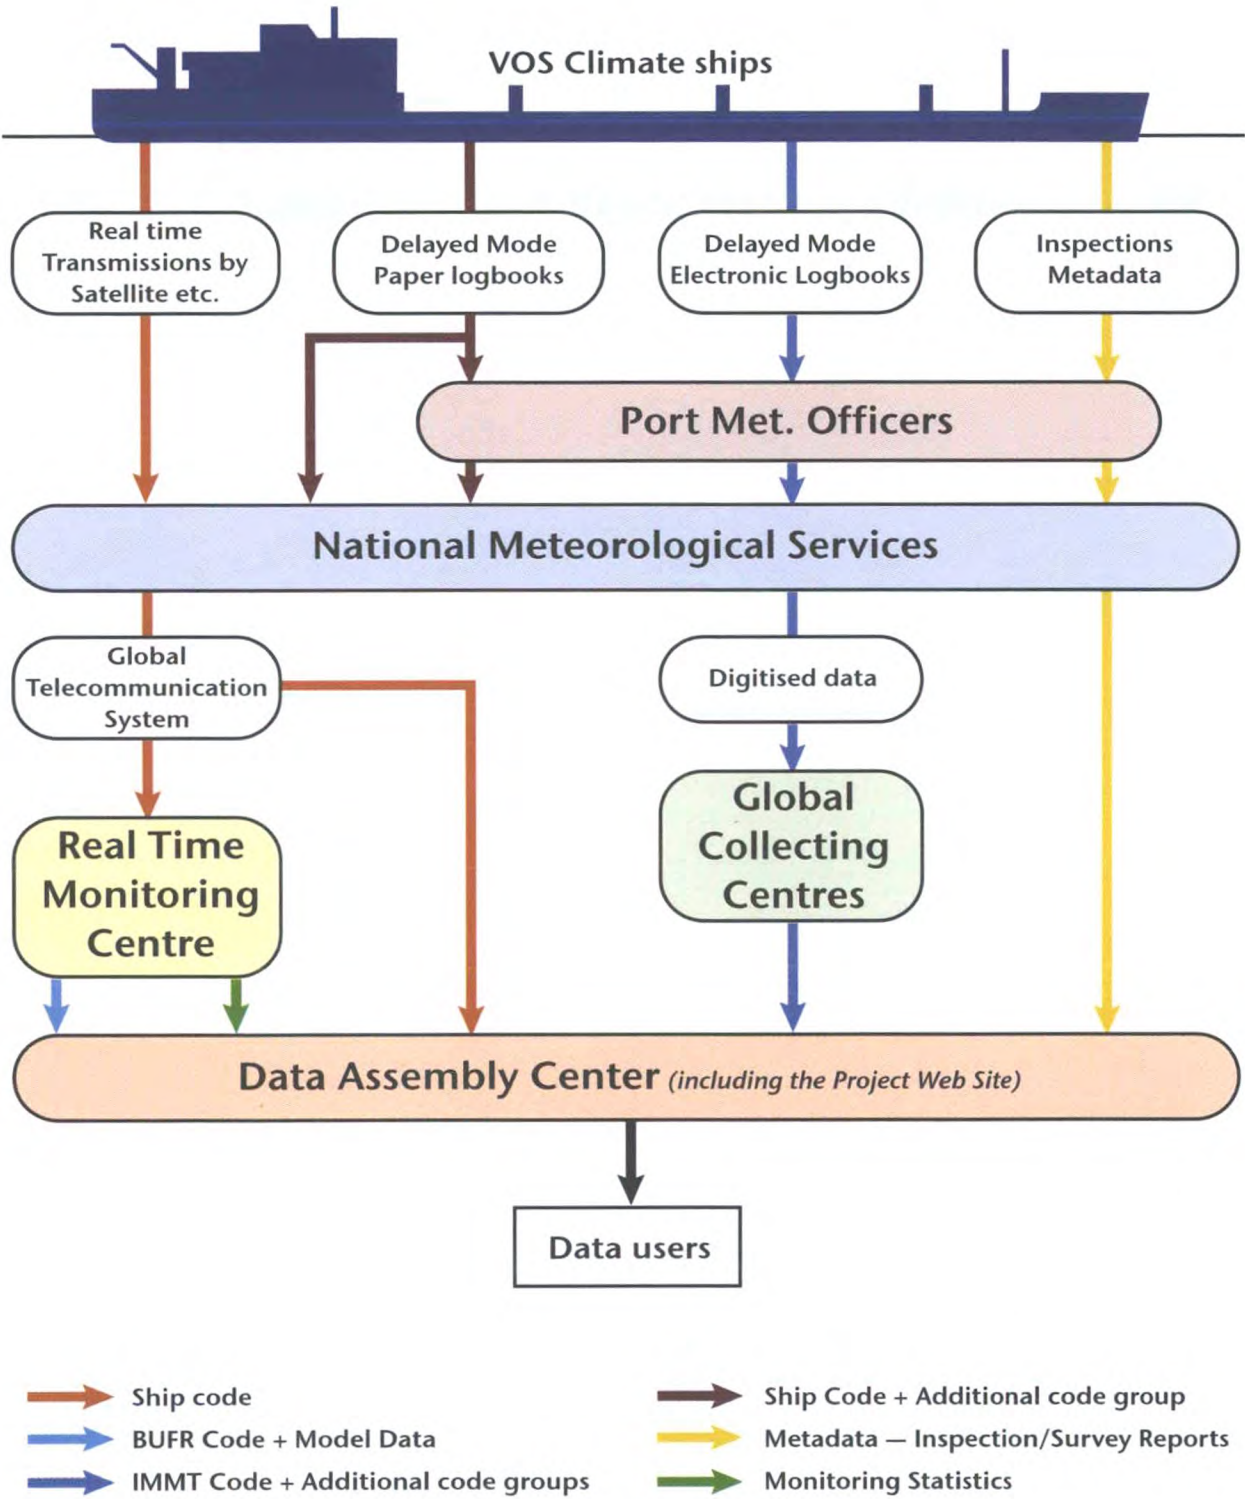 VOS Climate ships
Real time
Transmissions by
Satellite etc.
Delayed Mode
Paper logbooks
Delayed Mode
Electronic Logbooks
Inspections
Metadata
Port Met. Officers
National Meteorological Services
Global
Telecommunication
System
Digitised data
Real Time
Monitoring
Centre
Global
Collecting
Centres
Data Assembly Center (including the Project Web Site)
Data users
Ship code
BUFR Code + Model Data
IMMT Code + Additional code groups
Ship Code + Additional code group
Metadata — Inspection/Survey Reports
Monitoring Statistics